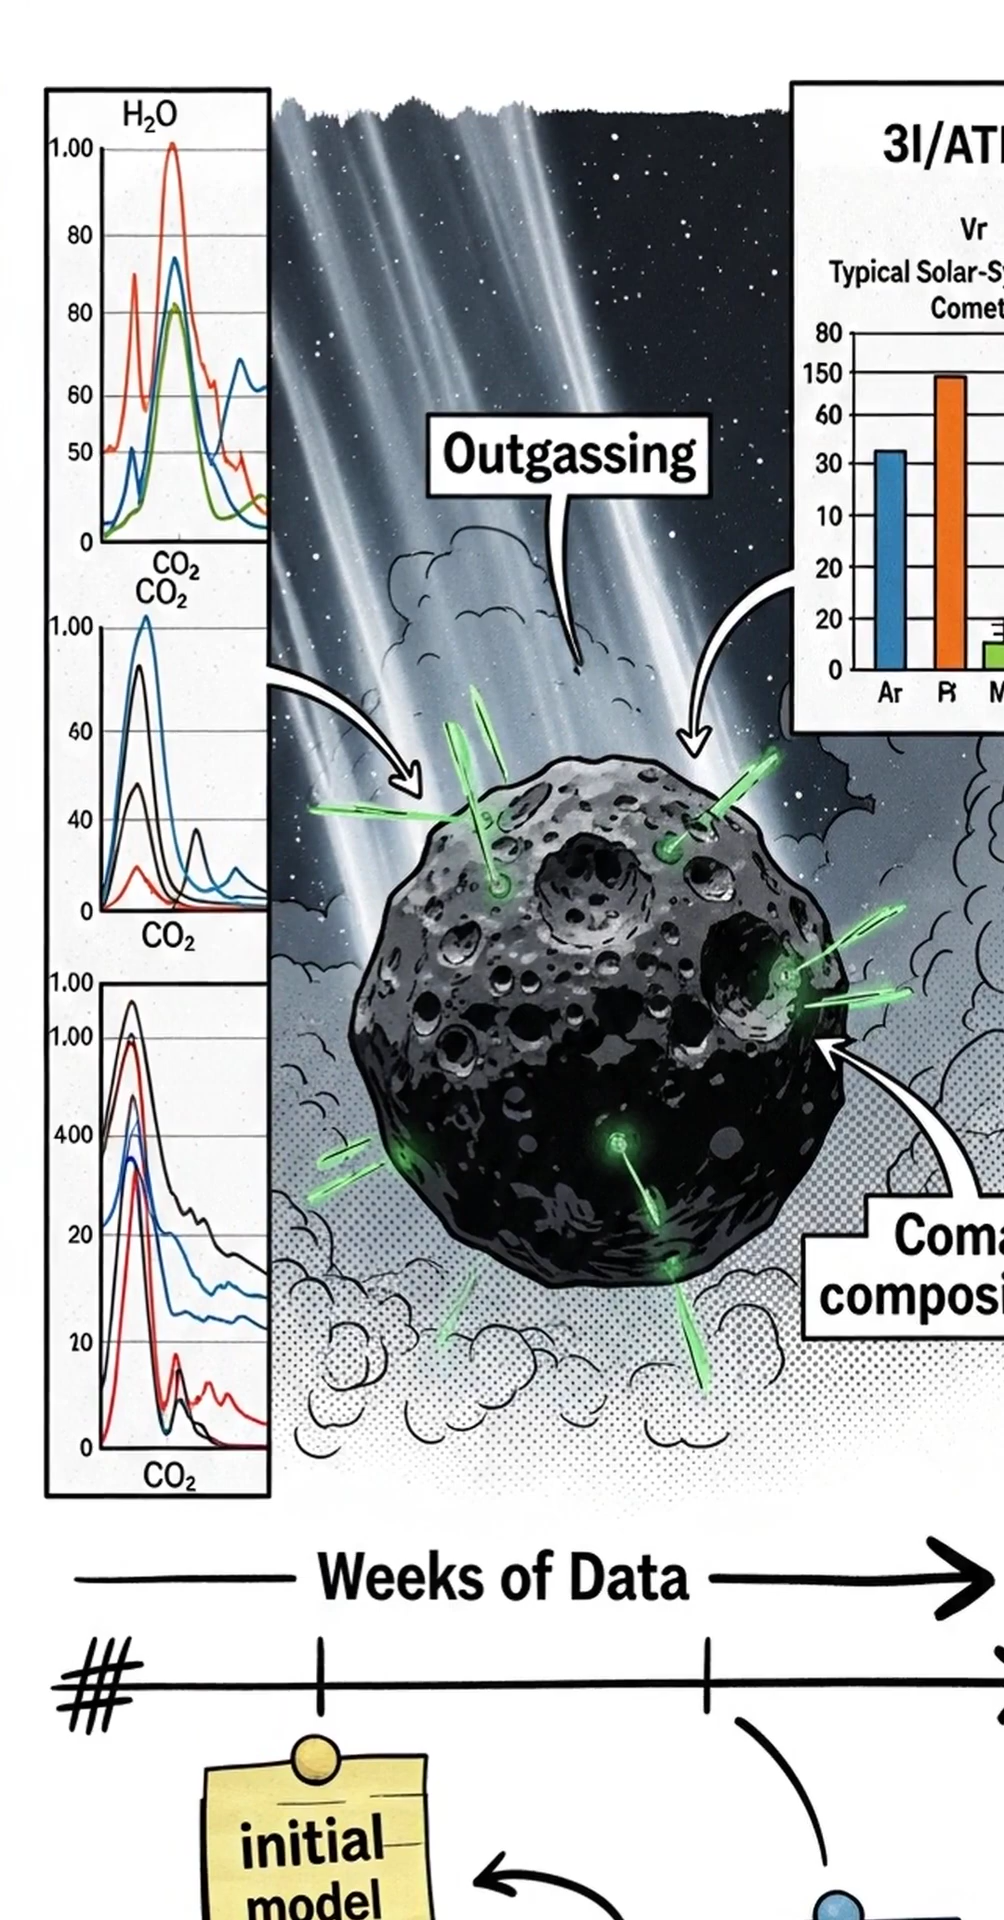 H₂O
1.00
80
80
60
50
0
CO₂
CO₂
1.00
60
40
0
CO₂
1.00
1.00
400
20
10
0
CO₂
Outgassing
3I/ATI
Vr
Typical Solar-Sy
Comet
80
150
60
30
10
20
20
0
Ar
M
Coma
composi
Weeks of Data
initial
model